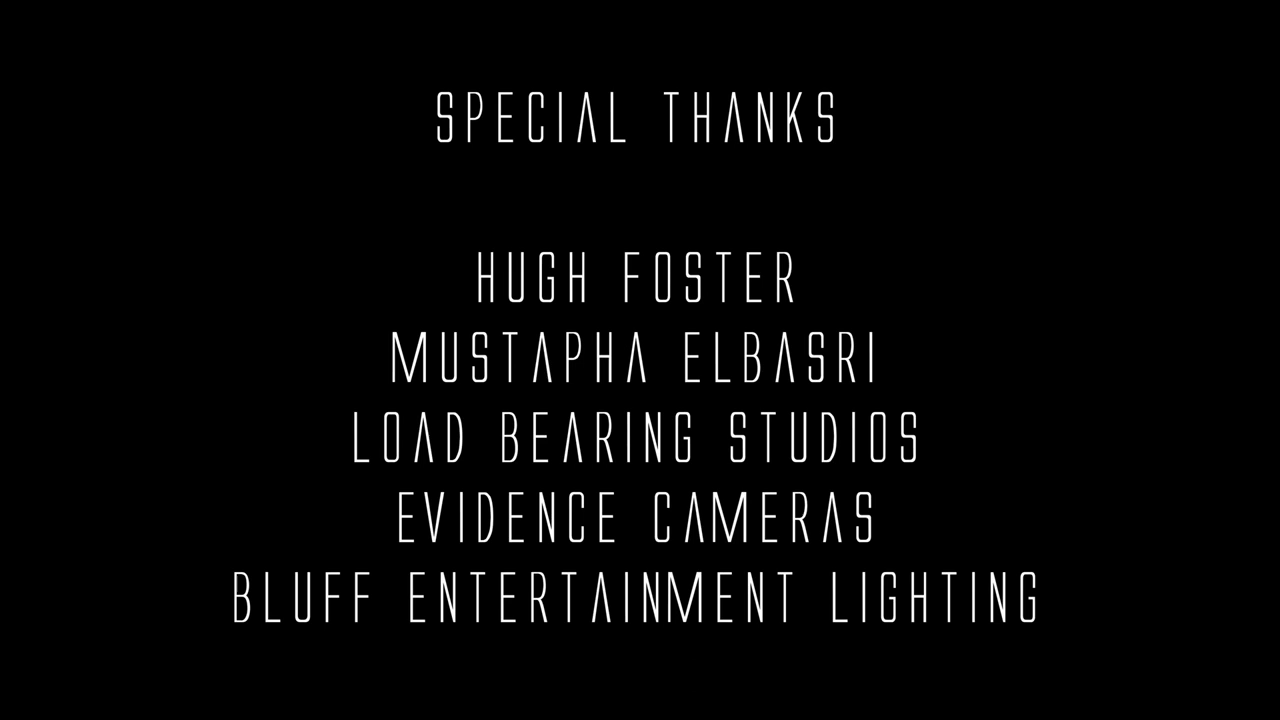 SPECIAL THANKS
HUGH FOSTER
MUSTAPHA ELBASRI
LOAD BEARING STUDIOS
EVIDENCE CAMERAS
BLUFF ENTERTAINMENT LIGHTING